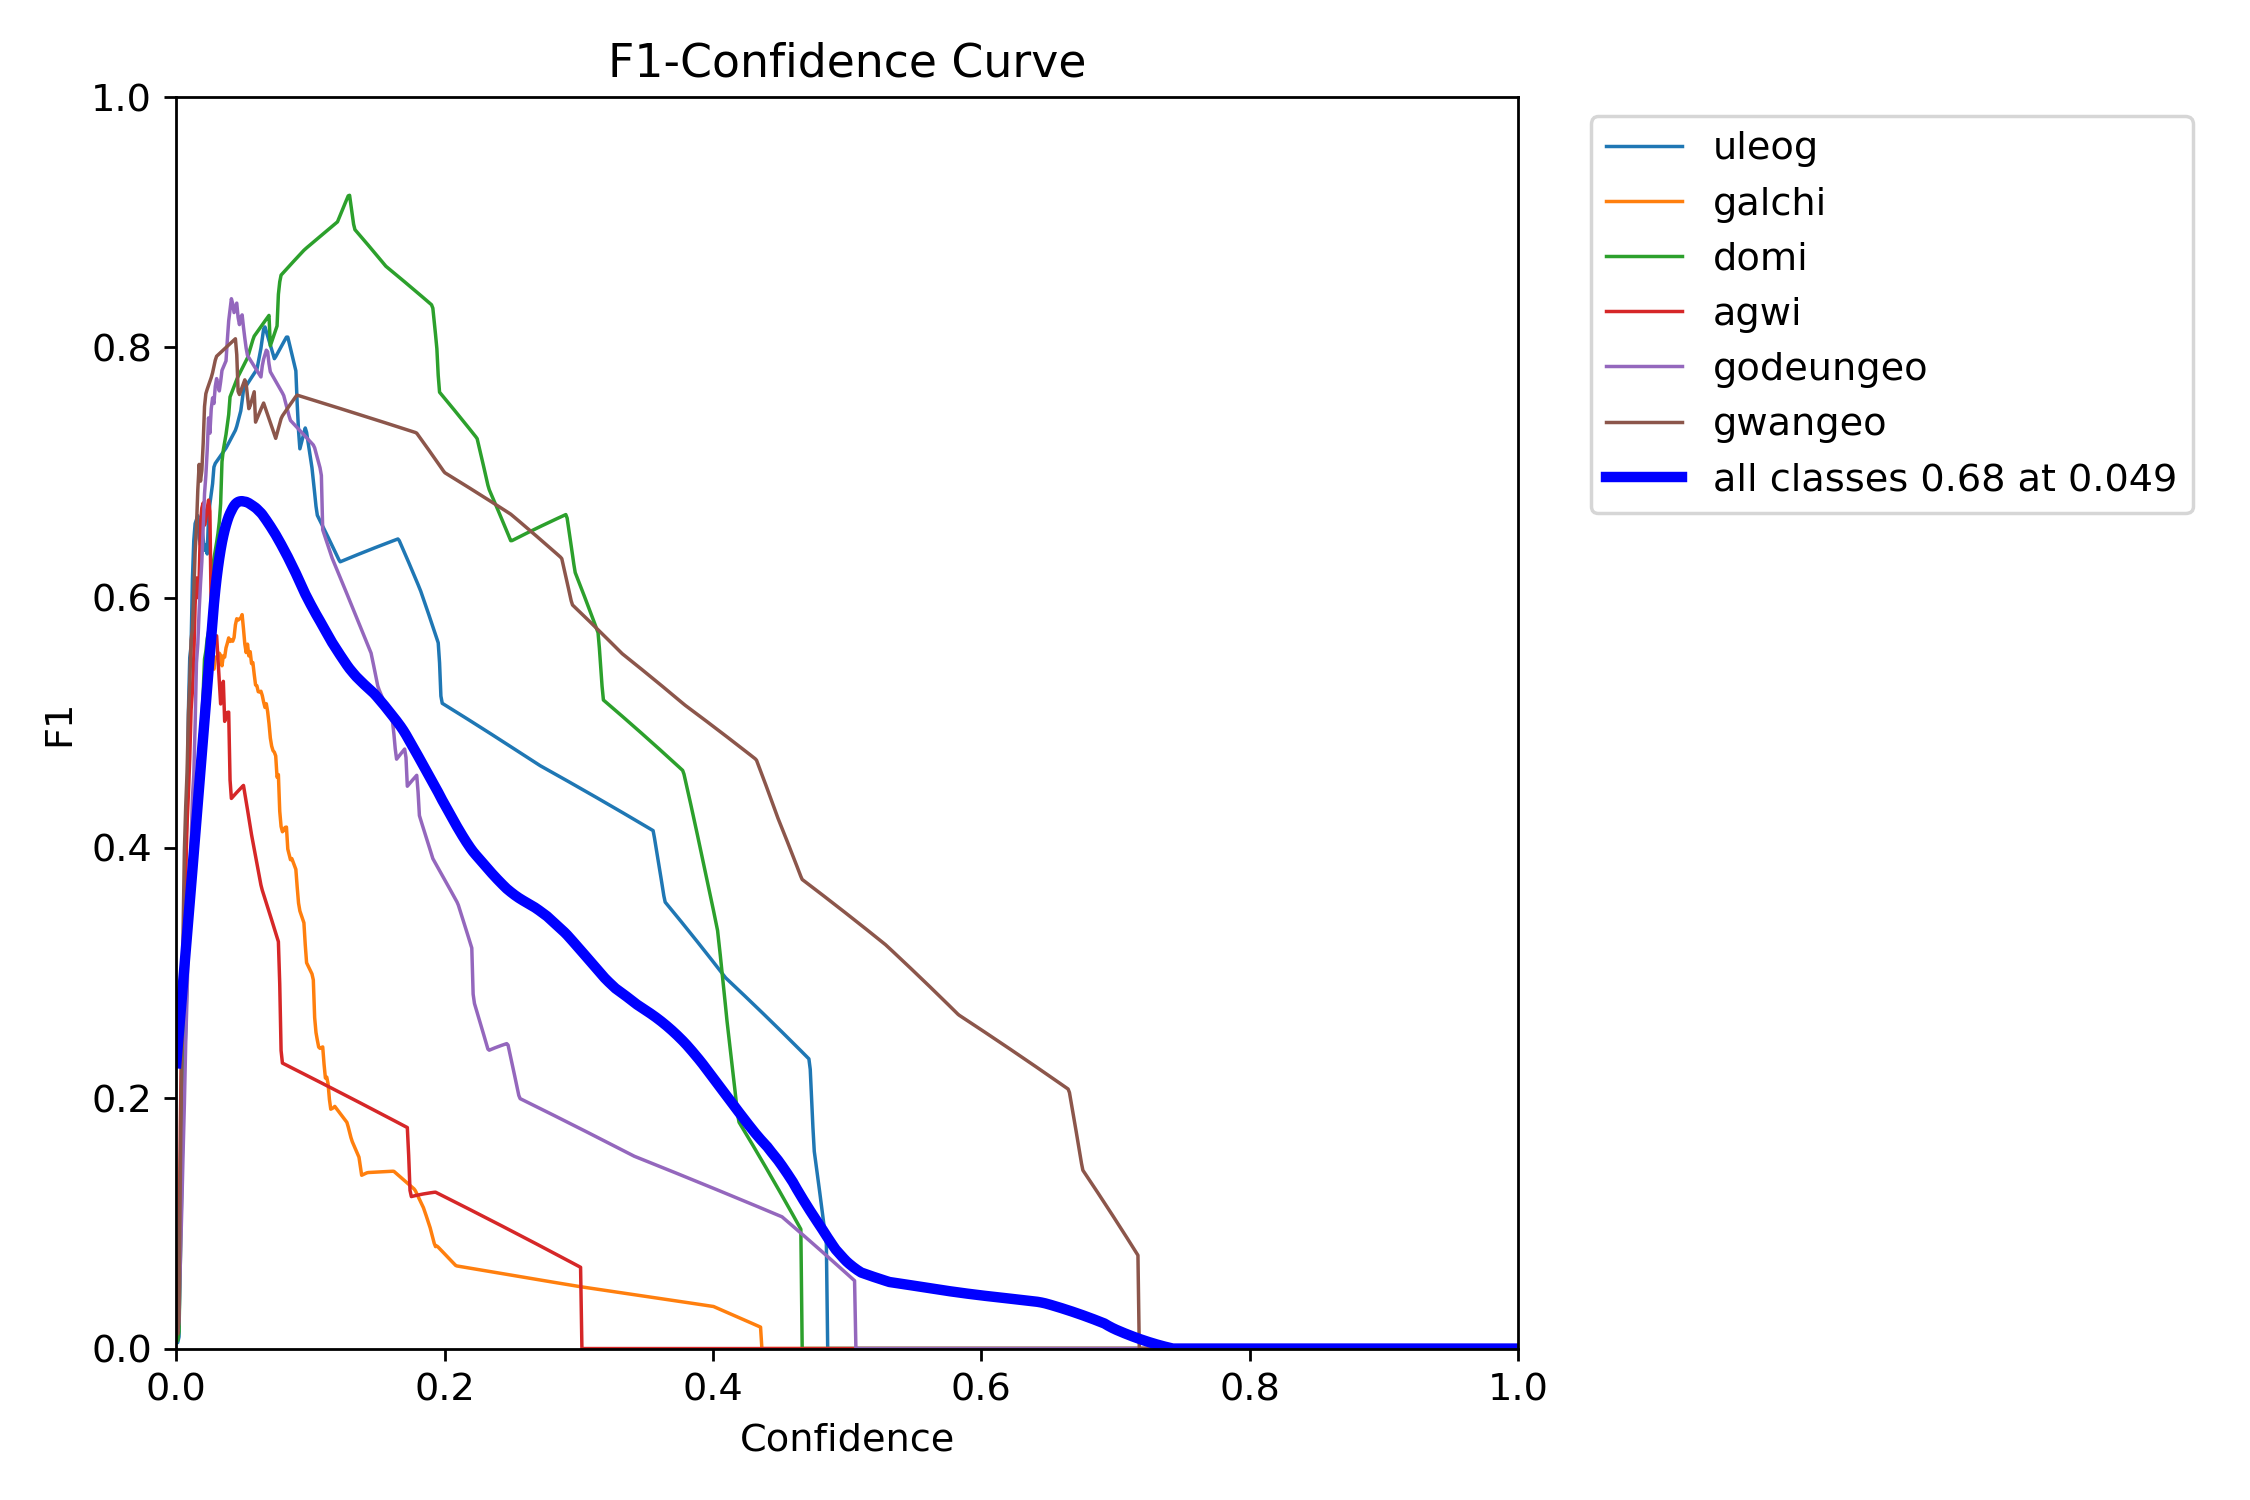 F1-Confidence Curve
1.0
0.8
0.6
0.4
0.2
0.0
F1
0.0 0.2 0.4 0.6 0.8 1.0
Confidence
uleog
galchi
domi
agwi
godeungeo
gwangeo
all classes 0.68 at 0.049